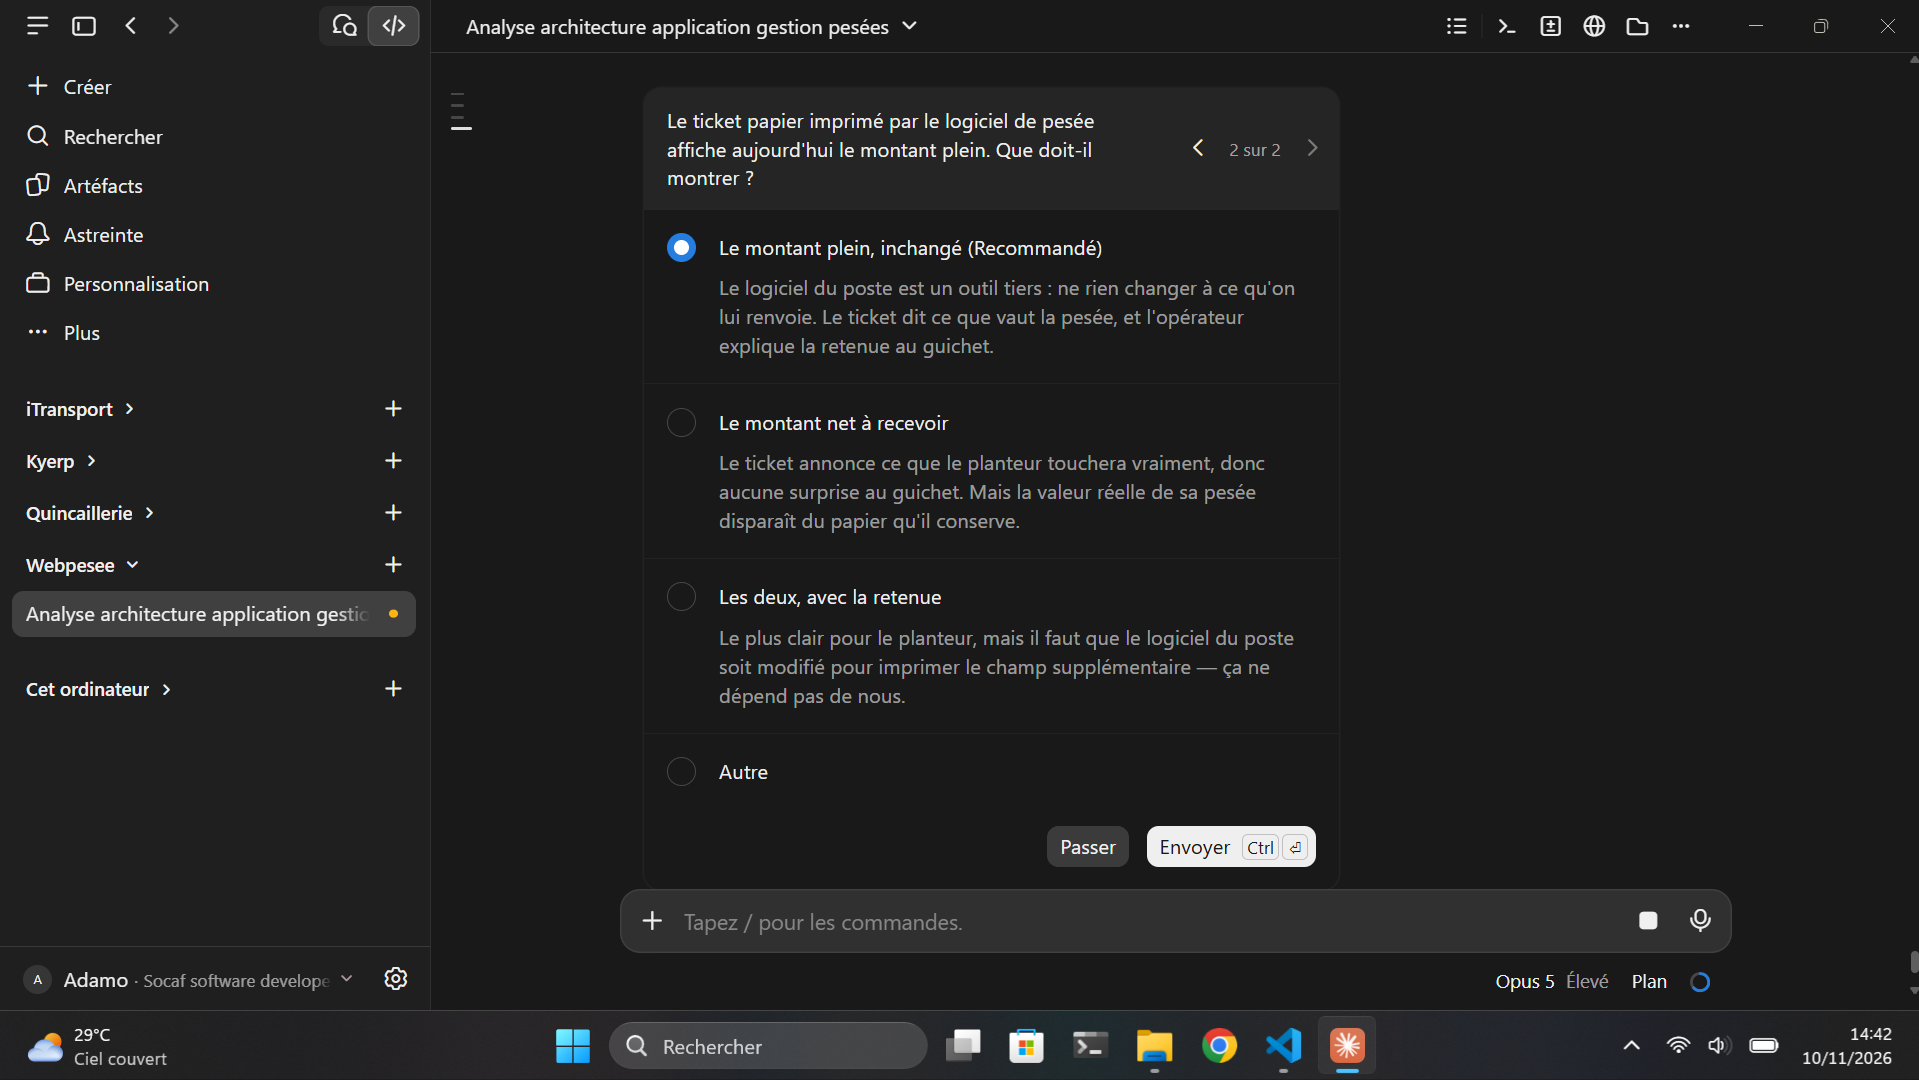 Analyse architecture application gestion pesées
Créer
Rechercher
Artéfacts
Astreinte
Personnalisation
Plus
iTransport
Kyerp
Quincaillerie
Webpesee
Analyse architecture application gestic
Cet ordinateur
A
Adamo · Socaf software develope
Le ticket papier imprimé par le logiciel de pesée
affiche aujourd'hui le montant plein. Que doit-il
montrer ?
2 sur 2
Le montant plein, inchangé (Recommandé)
Le logiciel du poste est un outil tiers : ne rien changer à ce qu'on
lui renvoie. Le ticket dit ce que vaut la pesée, et l'opérateur
explique la retenue au guichet.
Le montant net à recevoir
Le ticket annonce ce que le planteur touchera vraiment, donc
aucune surprise au guichet. Mais la valeur réelle de sa pesée
disparaît du papier qu'il conserve.
Les deux, avec la retenue
Le plus clair pour le planteur, mais il faut que le logiciel du poste
soit modifié pour imprimer le champ supplémentaire — ça ne
dépend pas de nous.
Autre
Passer
Envoyer Ctrl ⏎
Tapez / pour les commandes.
Opus 5 Élevé Plan
29°C
Ciel couvert
Rechercher
14:42
10/11/2026